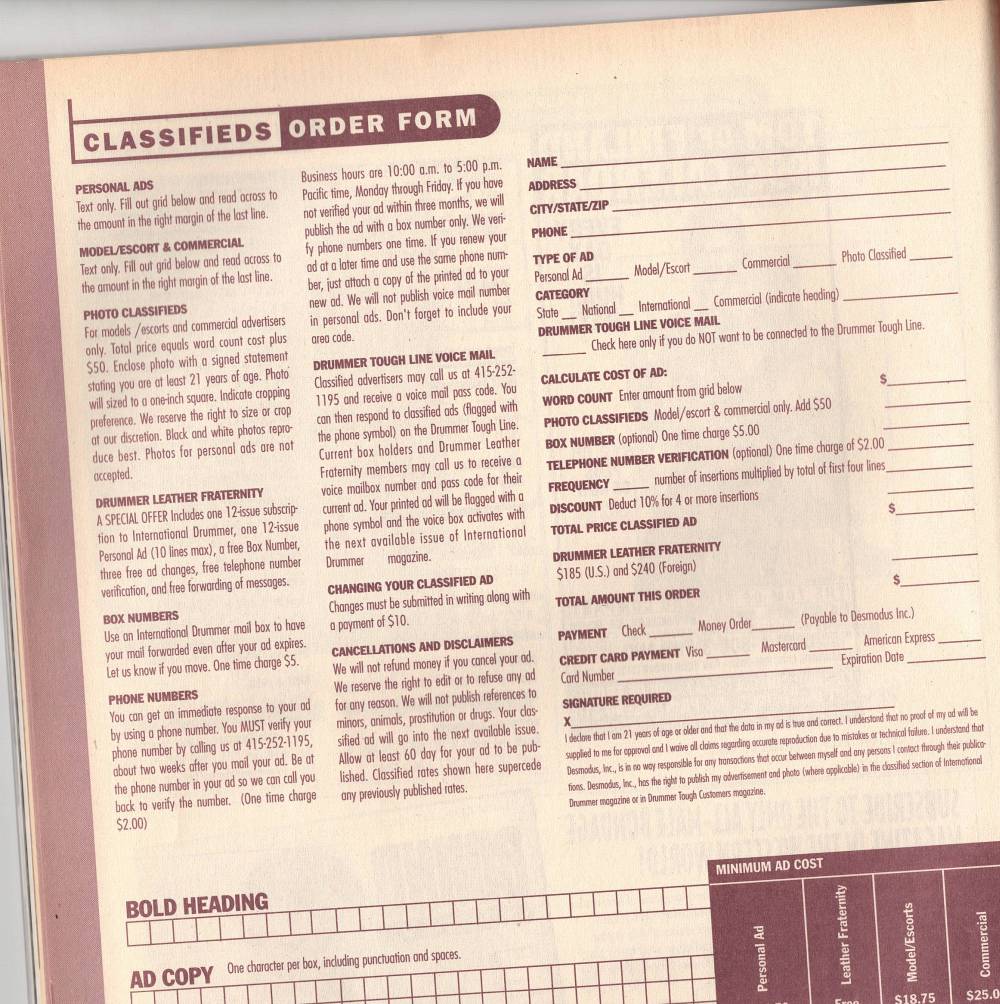 CLASSIFIEDS ORDER FORM
PERSONAL ADS
Text only. Fill out grid below and read across to
the amount in the right margin of the last line.
MODEL/ESCORT & COMMERCIAL
Text only. Fill out grid below and read across to
the amount in the right margin of the last line.
PHOTO CLASSIFIEDS
For models /escorts and commercial advertisers
only. Total price equals word count cost plus
$50. Enclose photo with a signed statement
stating you are at least 21 years of age. Photo
will sized to a one-inch square. Indicate cropping
preference. We reserve the right to size or crop
at our discretion. Black and white photos repro-
duce best. Photos for personal ads are not
accepted.
DRUMMER LEATHER FRATERNITY
A SPECIAL OFFER Includes one 12-issue subscrip-
tion to International Drummer, one 12-issue
Personal Ad (10 lines max), a free Box Number,
three free ad changes, free telephone number
verification, and free forwarding of messages.
BOX NUMBERS
Use an International Drummer mail box to have
your mail forwarded even after your ad expires.
Let us know if you move. One time charge $5.
PHONE NUMBERS
You can get an immediate response to your ad
by using a phone number. You MUST verify your
phone number by calling us at 415-252-1195,
about two weeks after you mail your ad. Be at
the phone number in your ad so we can call you
back to verify the number. (One time charge
$2.00)
Business hours are 10:00 a.m. to 5:00 p.m.
Pacific time, Monday through Friday. If you have
not verified your ad within three months, we will
publish the ad with a box number only. We veri-
fy phone numbers one time. If you renew your
ad at a later time and use the same phone num-
ber, just attach a copy of the printed ad to your
new ad. We will not publish voice mail number
in personal ads. Don't forget to include your
area code.
DRUMMER TOUGH LINE VOICE MAIL
Classified advertisers may call us at 415-252-
1195 and receive a voice mail pass code. You
can then respond to classified ads (flagged with
the phone symbol) on the Drummer Tough Line.
Current box holders and Drummer Leather
Fraternity members may call us to receive a
voice mailbox number and pass code for their
current ad. Your printed ad will be flagged with a
phone symbol and the voice box activates with
the next available issue of International
Drummer magazine.
CHANGING YOUR CLASSIFIED AD
Changes must be submitted in writing along with
a payment of $10.
CANCELLATIONS AND DISCLAIMERS
We will not refund money if you cancel your ad.
We reserve the right to edit or to refuse any ad
for any reason. We will not publish references to
minors, animals, prostitution or drugs. Your clas-
sified ad will go into the next available issue.
Allow at least 60 day for your ad to be pub-
lished. Classified rates shown here supercede
any previously published rates.
NAME
ADDRESS
CITY/STATE/ZIP
PHONE
TYPE OF AD
Personal Ad Model/Escort Commercial Photo Classified
CATEGORY
State National International Commercial (indicate heading)
DRUMMER TOUGH LINE VOICE MAIL
Check here only if you do NOT want to be connected to the Drummer Tough Line.
CALCULATE COST OF AD:
WORD COUNT Enter amount from grid below $
PHOTO CLASSIFIEDS Model/escort & commercial only. Add $50
BOX NUMBER (optional) One time charge $5.00
TELEPHONE NUMBER VERIFICATION (optional) One time charge of $2.00
FREQUENCY number of insertions multiplied by total of first four lines
DISCOUNT Deduct 10% for 4 or more insertions
TOTAL PRICE CLASSIFIED AD $
DRUMMER LEATHER FRATERNITY
$185 (U.S.) and $240 (Foreign)
TOTAL AMOUNT THIS ORDER $
PAYMENT Check Money Order (Payable to Desmodus Inc.)
CREDIT CARD PAYMENT Visa Mastercard American Express
Card Number Expiration Date
SIGNATURE REQUIRED
X
I declare that I am 21 years of age or older and that the data in my ad is true and correct. I understand that no proof of my ad will be
supplied to me for approval and I waive all claims regarding accurate reproduction due to mistakes or technical failure. I understand that
Desmodus, Inc., is in no way responsible for any transactions that occur between myself and any persons I contact through their publica-
tions. Desmodus, Inc., has the right to publish my advertisement and photo (where applicable) in the classified section of International
Drummer magazine or in Drummer Tough Customers magazine.
BOLD HEADING
AD COPY One character per box, including punctuation and spaces.
MINIMUM AD COST
Personal Ad
Leather Fraternity
Model/Escorts
Commercial
Free
$18.75
$25.0